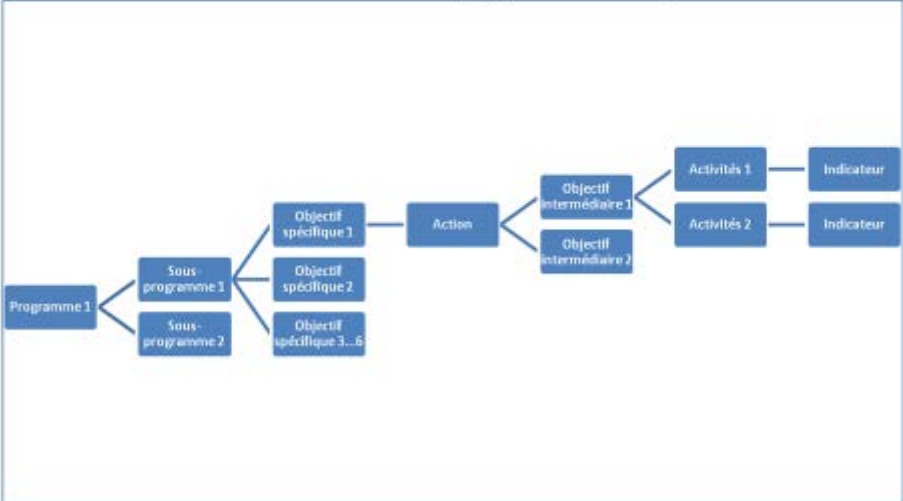 Programme 1
Sous-
programme 1
Sous-
programme 2
Objectif
spécifique 1
Objectif
spécifique 2
Objectif
spécifique 3...6
Action
Objectif
intermédiaire 1
Objectif
intermédiaire 2
Activités 1
Activités 2
Indicateur
Indicateur